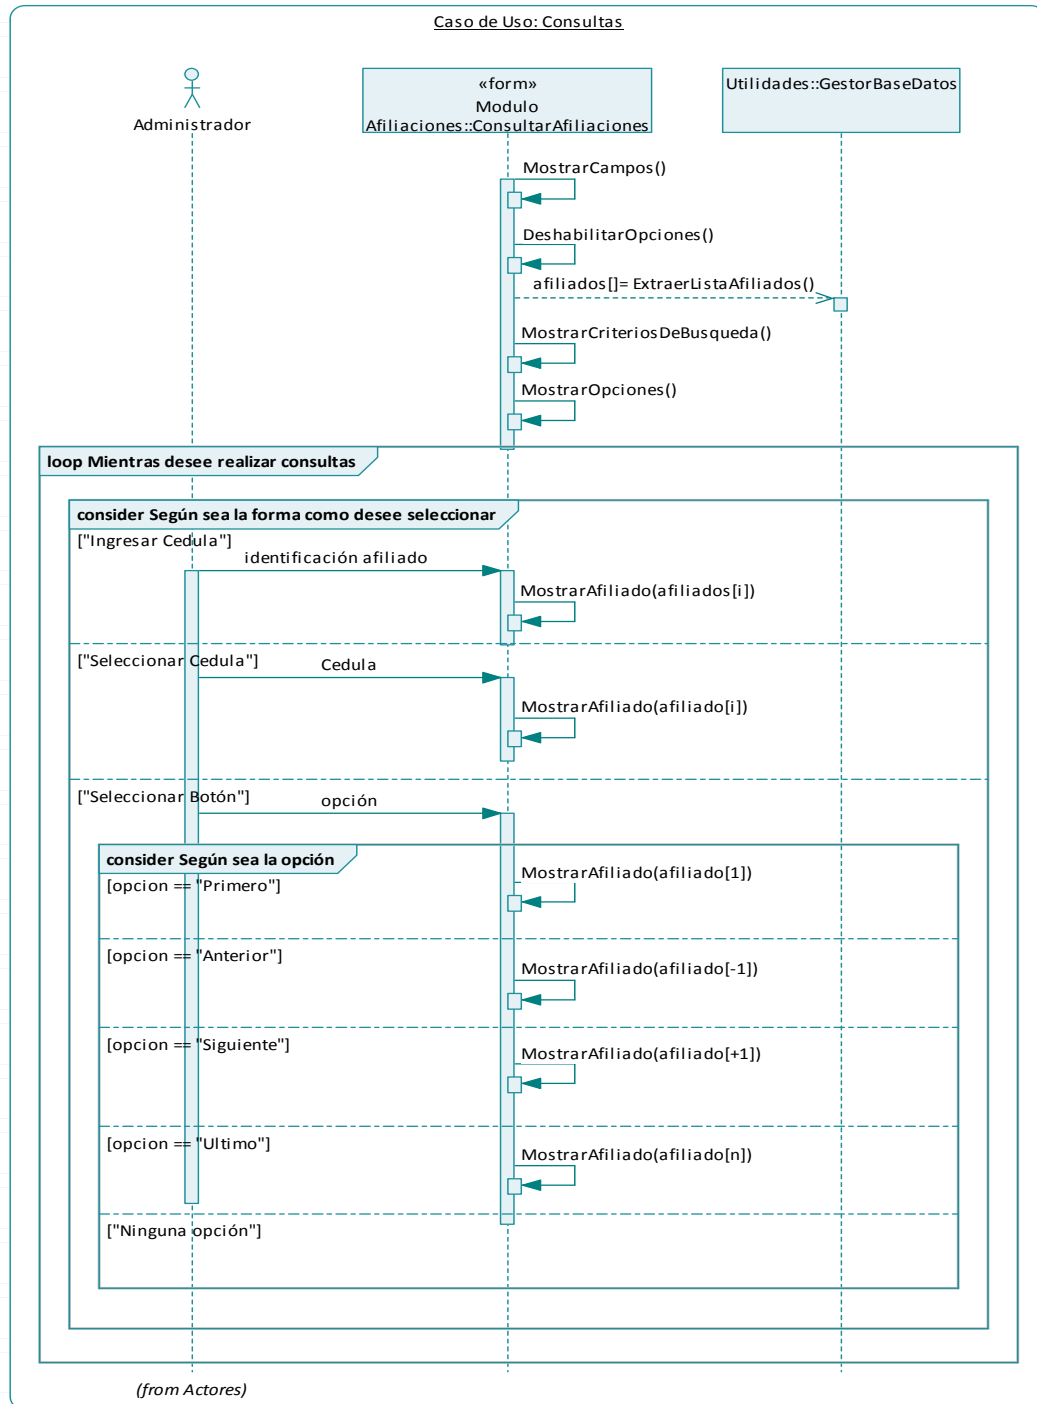 Caso de Uso: Consultas
Administrador
«form»
Modulo
Afiliaciones::ConsultarAfiliaciones
Utilidades::GestorBaseDatos
MostrarCampos()
DeshabilitarOpciones()
afiliados[]= ExtraerListaAfiliados()
MostrarCriteriosDeBusqueda()
MostrarOpciones()
loop Mientras desee realizar consultas
consider Según sea la forma como desee seleccionar
["Ingresar Cedula"]
identificación afiliado
MostrarAfiliado(afiliados[i])
["Seleccionar Cedula"]
Cedula
MostrarAfiliado(afiliado[i])
["Seleccionar Botón"]
opción
consider Según sea la opción
[opcion == "Primero"]
MostrarAfiliado(afiliado[1])
[opcion == "Anterior"]
MostrarAfiliado(afiliado[-1])
[opcion == "Siguiente"]
MostrarAfiliado(afiliado[+1])
[opcion == "Ultimo"]
MostrarAfiliado(afiliado[n])
["Ninguna opción"]
(from Actores)